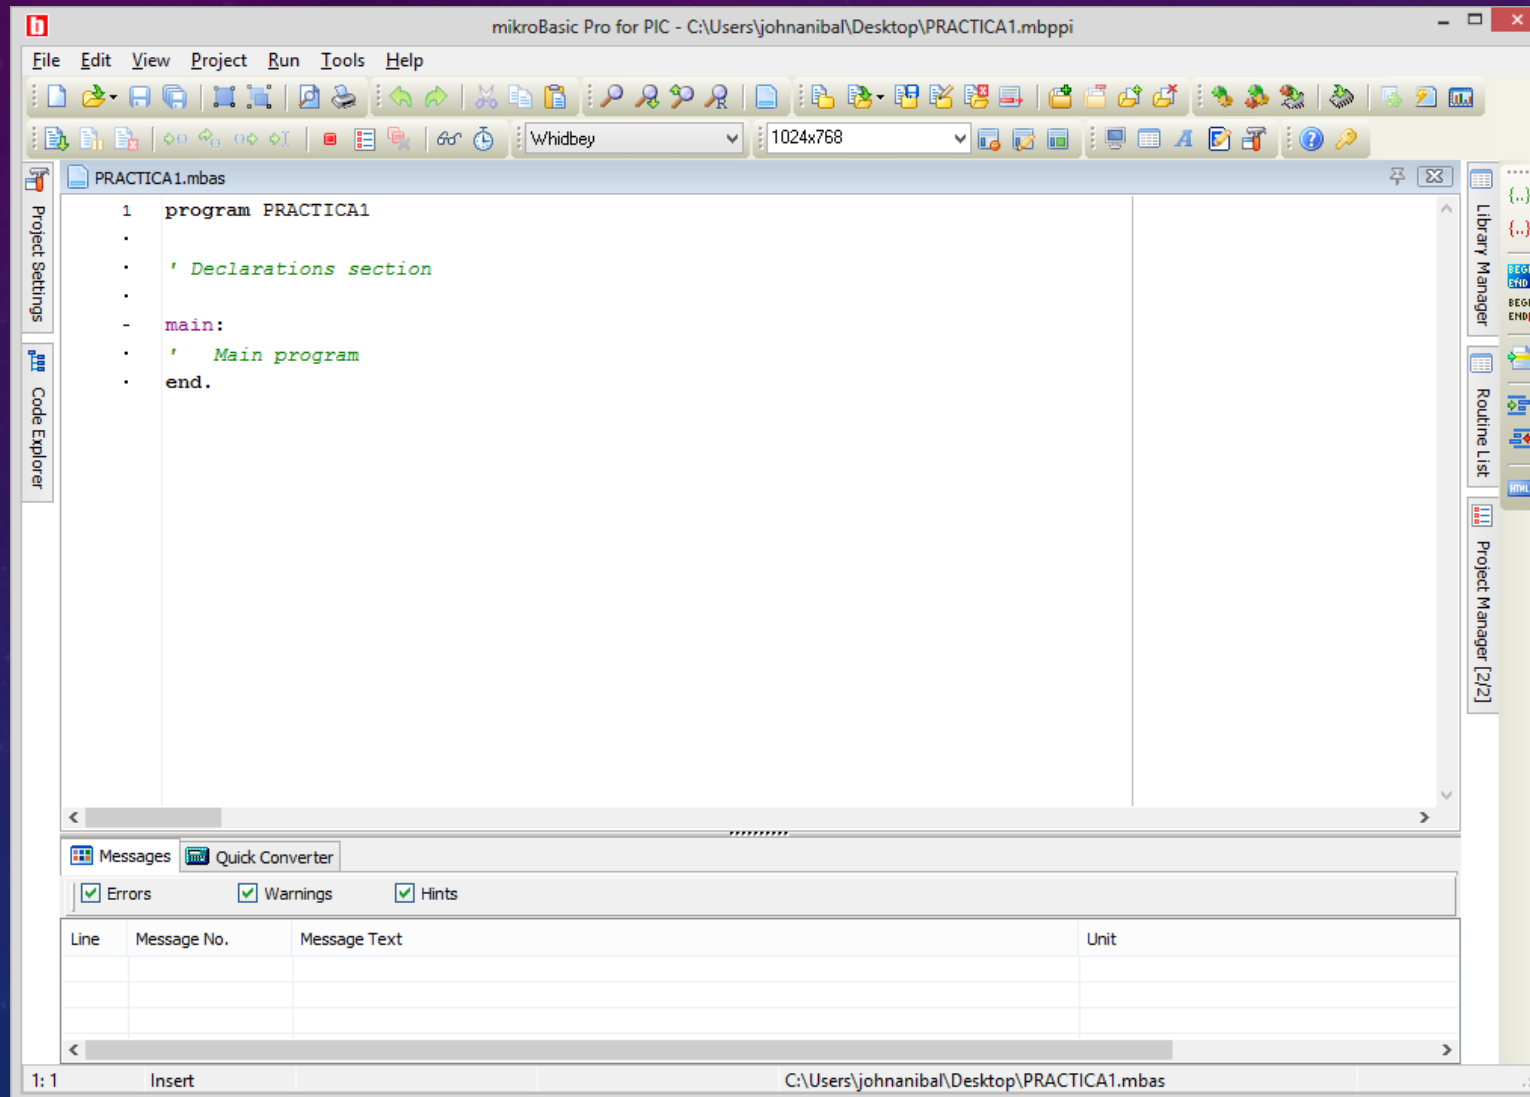 mikroBasic Pro for PIC - C:\Users\johnanibal\Desktop\PRACTICA1.mbppi
File Edit View Project Run Tools Help
Whidbey 1024x768
PRACTICA1.mbas
Project Settings
Code Explorer
1 program PRACTICA1
' Declarations section
main:
' Main program
end.
Library Manager
Routine List
Project Manager [2/2]
{..}
{..}
HTML
Messages Quick Converter
Errors Warnings Hints
Line Message No. Message Text Unit
1: 1 Insert C:\Users\johnanibal\Desktop\PRACTICA1.mbas